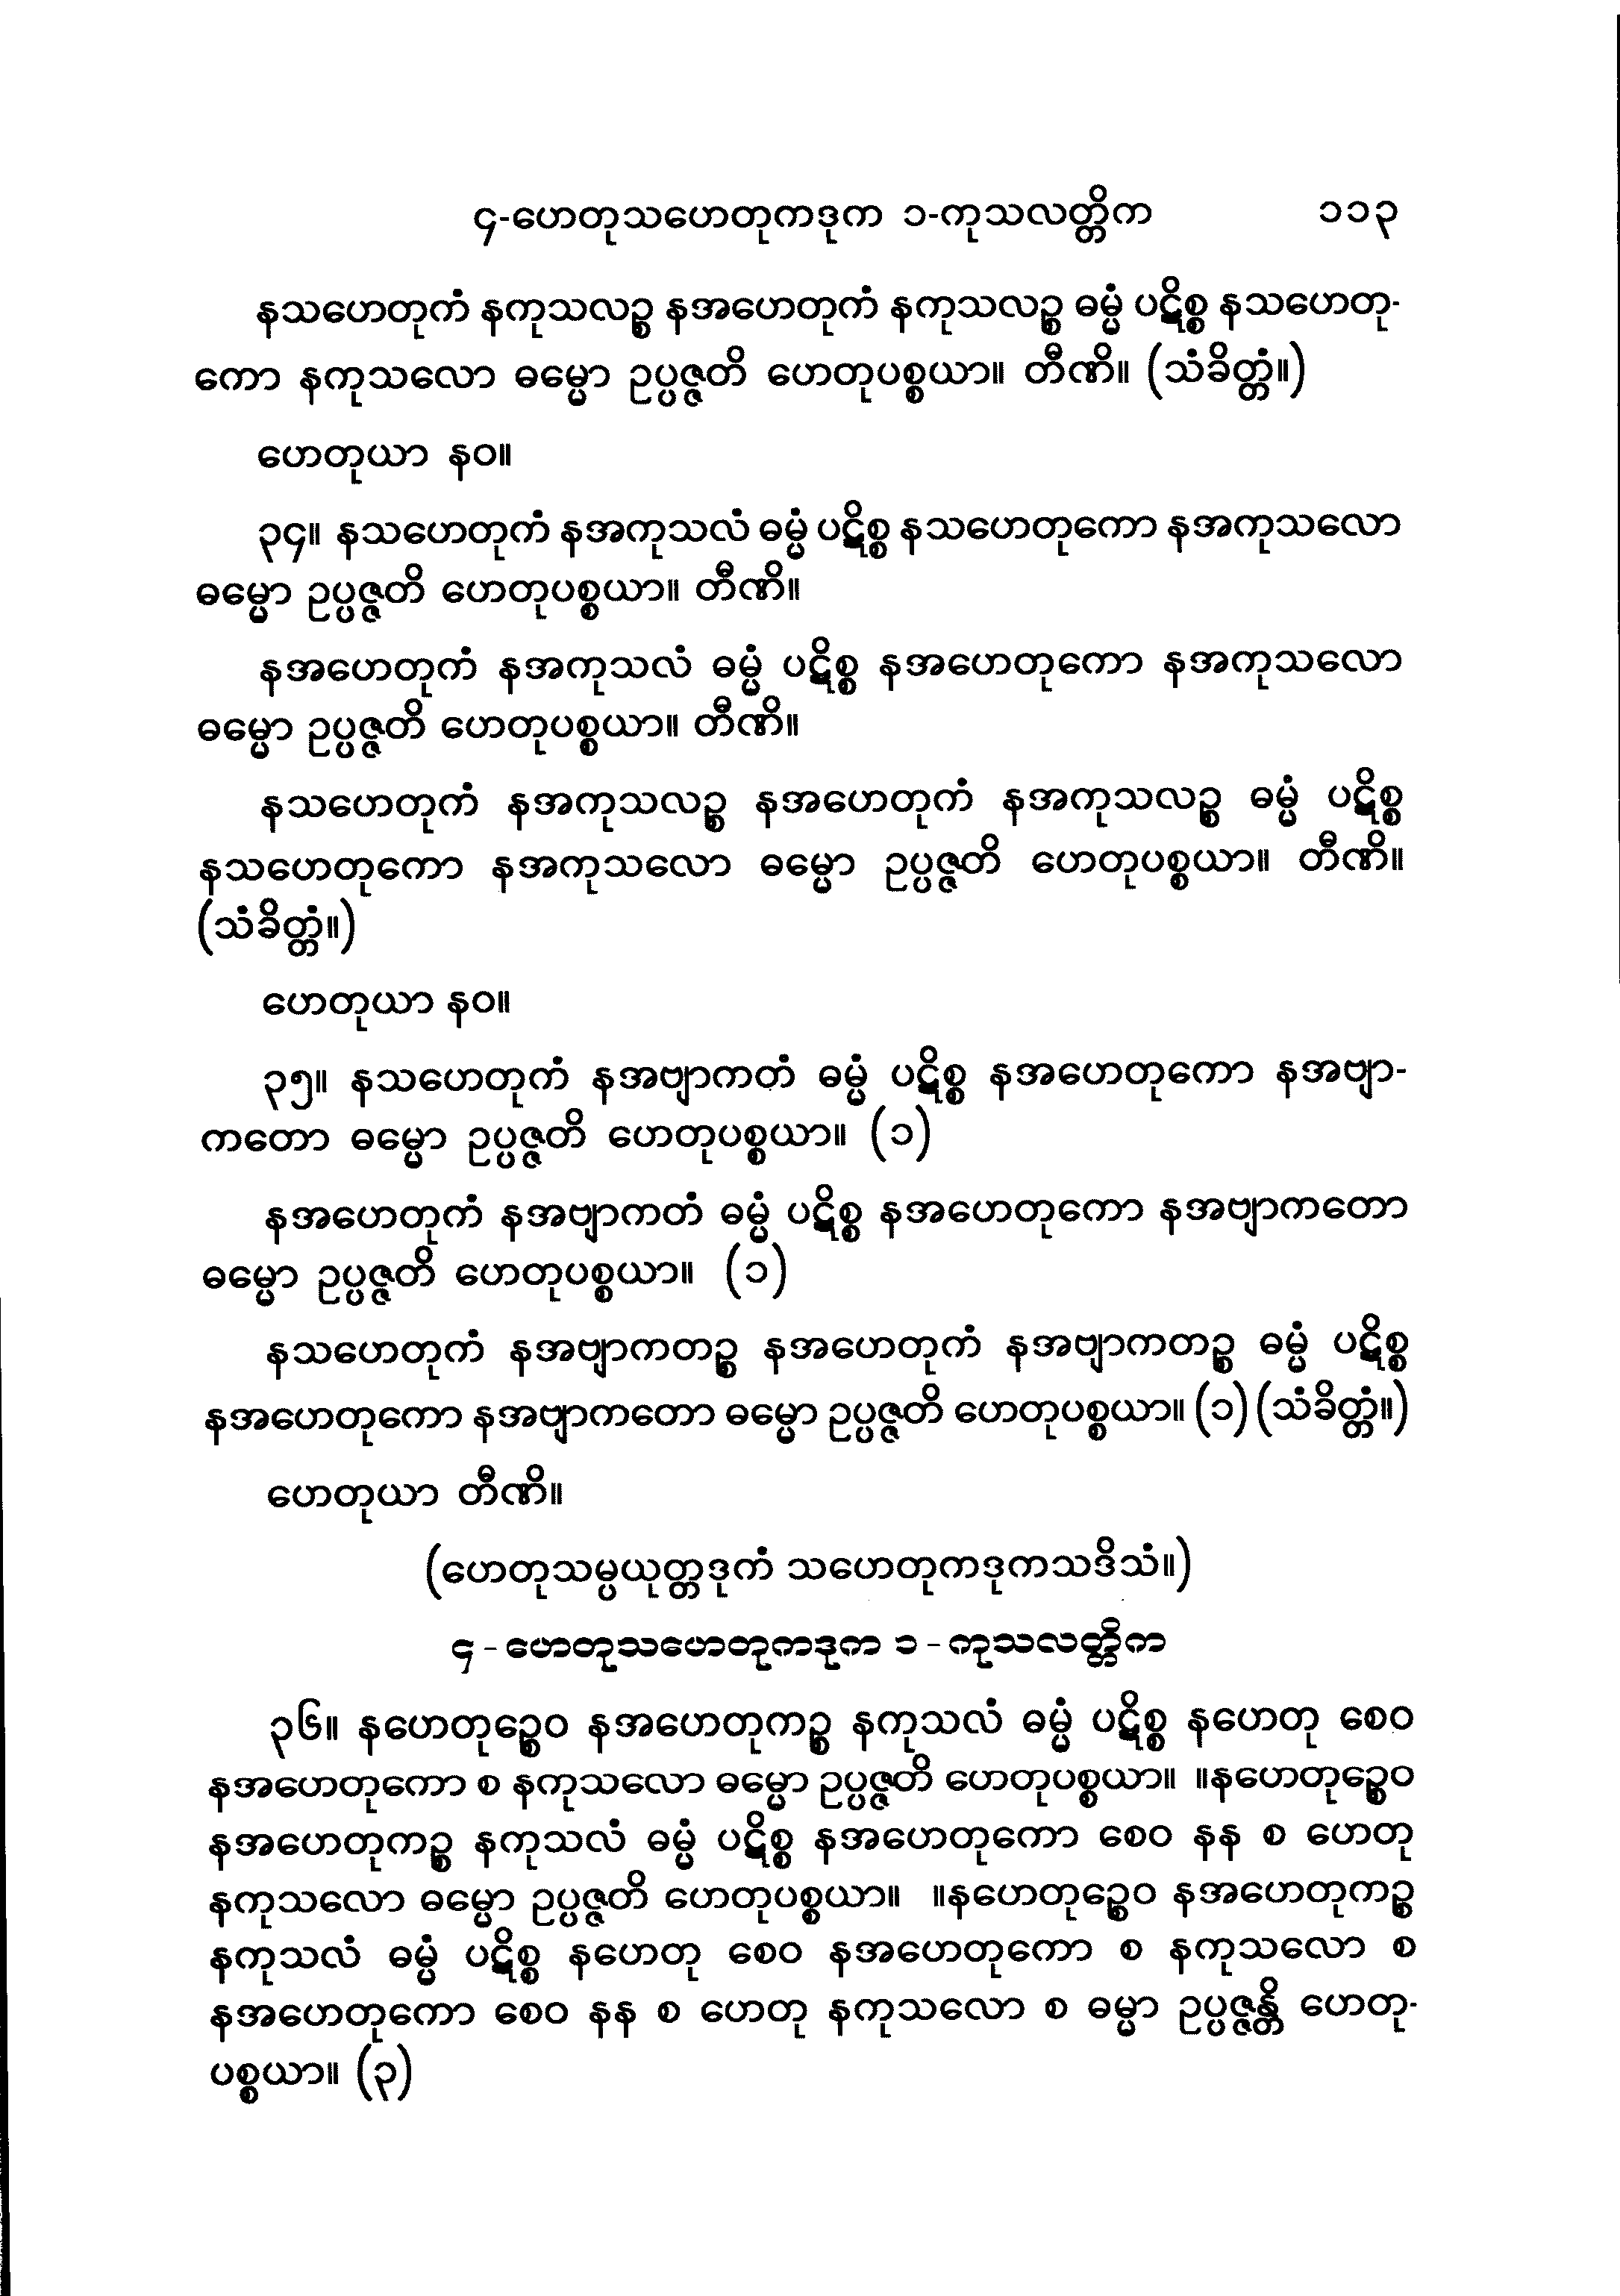 ၄-ဟေတုသဟေတုကဒုက ၁-ကုသလတ္တိက ၁၁၃
နသဟေတုကံ နကုသလဉ္စ နအဟေတုကံ နကုသလဉ္စ ဓမ္မံ ပဋိစ္စ နသဟေတု-
ကော နကုသလော ဓမ္မော ဥပ္ပဇ္ဇတိ ဟေတုပစ္စယာ။ တီဏိ။ (သံခိတ္တံ။)
ဟေတုယာ နဝ။
၃၄။ နသဟေတုကံ နအကုသလံ ဓမ္မံ ပဋိစ္စ နသဟေတုကော နအကုသလော
ဓမ္မော ဥပ္ပဇ္ဇတိ ဟေတုပစ္စယာ။ တီဏိ။
နအဟေတုကံ နအကုသလံ ဓမ္မံ ပဋိစ္စ နအဟေတုကော နအကုသလော
ဓမ္မော ဥပ္ပဇ္ဇတိ ဟေတုပစ္စယာ။ တီဏိ။
နသဟေတုကံ နအကုသလဉ္စ နအဟေတုကံ နအကုသလဉ္စ ဓမ္မံ ပဋိစ္စ
နသဟေတုကော နအကုသလော ဓမ္မော ဥပ္ပဇ္ဇတိ ဟေတုပစ္စယာ။ တီဏိ။
(သံခိတ္တံ။)
ဟေတုယာ နဝ။
၃၅။ နသဟေတုကံ နအဗျာကတံ ဓမ္မံ ပဋိစ္စ နအဟေတုကော နအဗျာ-
ကတော ဓမ္မော ဥပ္ပဇ္ဇတိ ဟေတုပစ္စယာ။ (၁)
နအဟေတုကံ နအဗျာကတံ ဓမ္မံ ပဋိစ္စ နအဟေတုကော နအဗျာကတော
ဓမ္မော ဥပ္ပဇ္ဇတိ ဟေတုပစ္စယာ။ (၁)
နသဟေတုကံ နအဗျာကတဉ္စ နအဟေတုကံ နအဗျာကတဉ္စ ဓမ္မံ ပဋိစ္စ
နအဟေတုကော နအဗျာကတော ဓမ္မော ဥပ္ပဇ္ဇတိ ဟေတုပစ္စယာ။ (၁) (သံခိတ္တံ။)
ဟေတုယာ တီဏိ။
(ဟေတုသမ္ပယုတ္တဒုကံ သဟေတုကဒုကသဒိသံ။)
၄ - ဟေတုသဟေတုကဒုက ၁ - ကုသလတ္တိက
၃၆။ နဟေတုဉ္စေဝ နအဟေတုကဉ္စ နကုသလံ ဓမ္မံ ပဋိစ္စ နဟေတု စေဝ
နအဟေတုကော စ နကုသလော ဓမ္မော ဥပ္ပဇ္ဇတိ ဟေတုပစ္စယာ။ ။နဟေတုဉ္စေဝ
နအဟေတုကဉ္စ နကုသလံ ဓမ္မံ ပဋိစ္စ နအဟေတုကော စေဝ နန စ ဟေတု
နကုသလော ဓမ္မော ဥပ္ပဇ္ဇတိ ဟေတုပစ္စယာ။ ။နဟေတုဉ္စေဝ နအဟေတုကဉ္စ
နကုသလံ ဓမ္မံ ပဋိစ္စ နဟေတု စေဝ နအဟေတုကော စ နကုသလော စ
နအဟေတုကော စေဝ နန စ ဟေတု နကုသလော စ ဓမ္မာ ဥပ္ပဇ္ဇန္တိ ဟေတု-
ပစ္စယာ။ (၃)